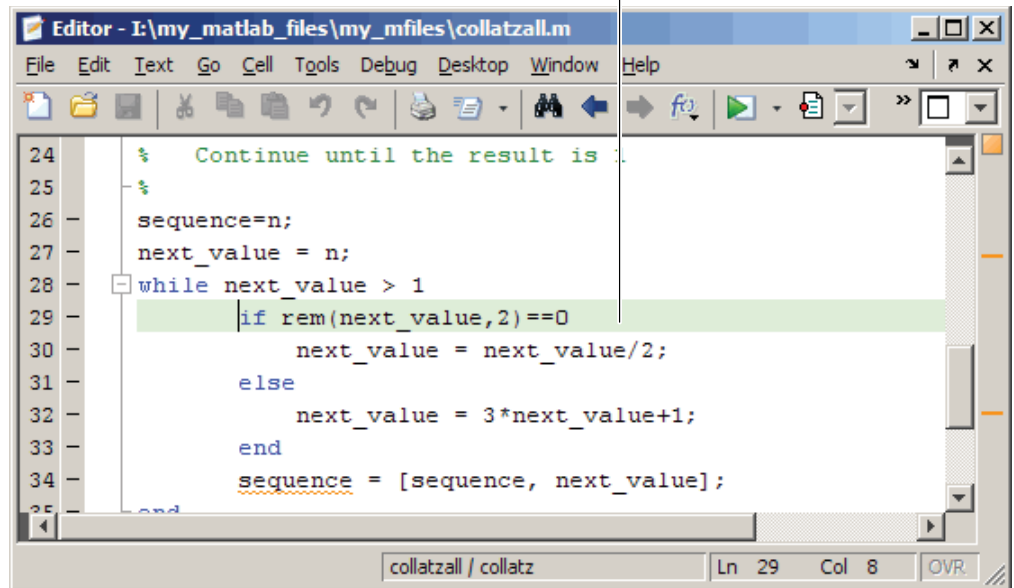 Editor - I:\my_matlab_files\my_mfiles\collatzall.m
File Edit Text Go Cell Tools Debug Desktop Window Help
24 % Continue until the result is 1
25 %
26 – sequence=n;
27 – next_value = n;
28 – while next_value > 1
29 – if rem(next_value,2)==0
30 – next_value = next_value/2;
31 – else
32 – next_value = 3*next_value+1;
33 – end
34 – sequence = [sequence, next_value];
35 – end
collatzall / collatz Ln 29 Col 8 OVR